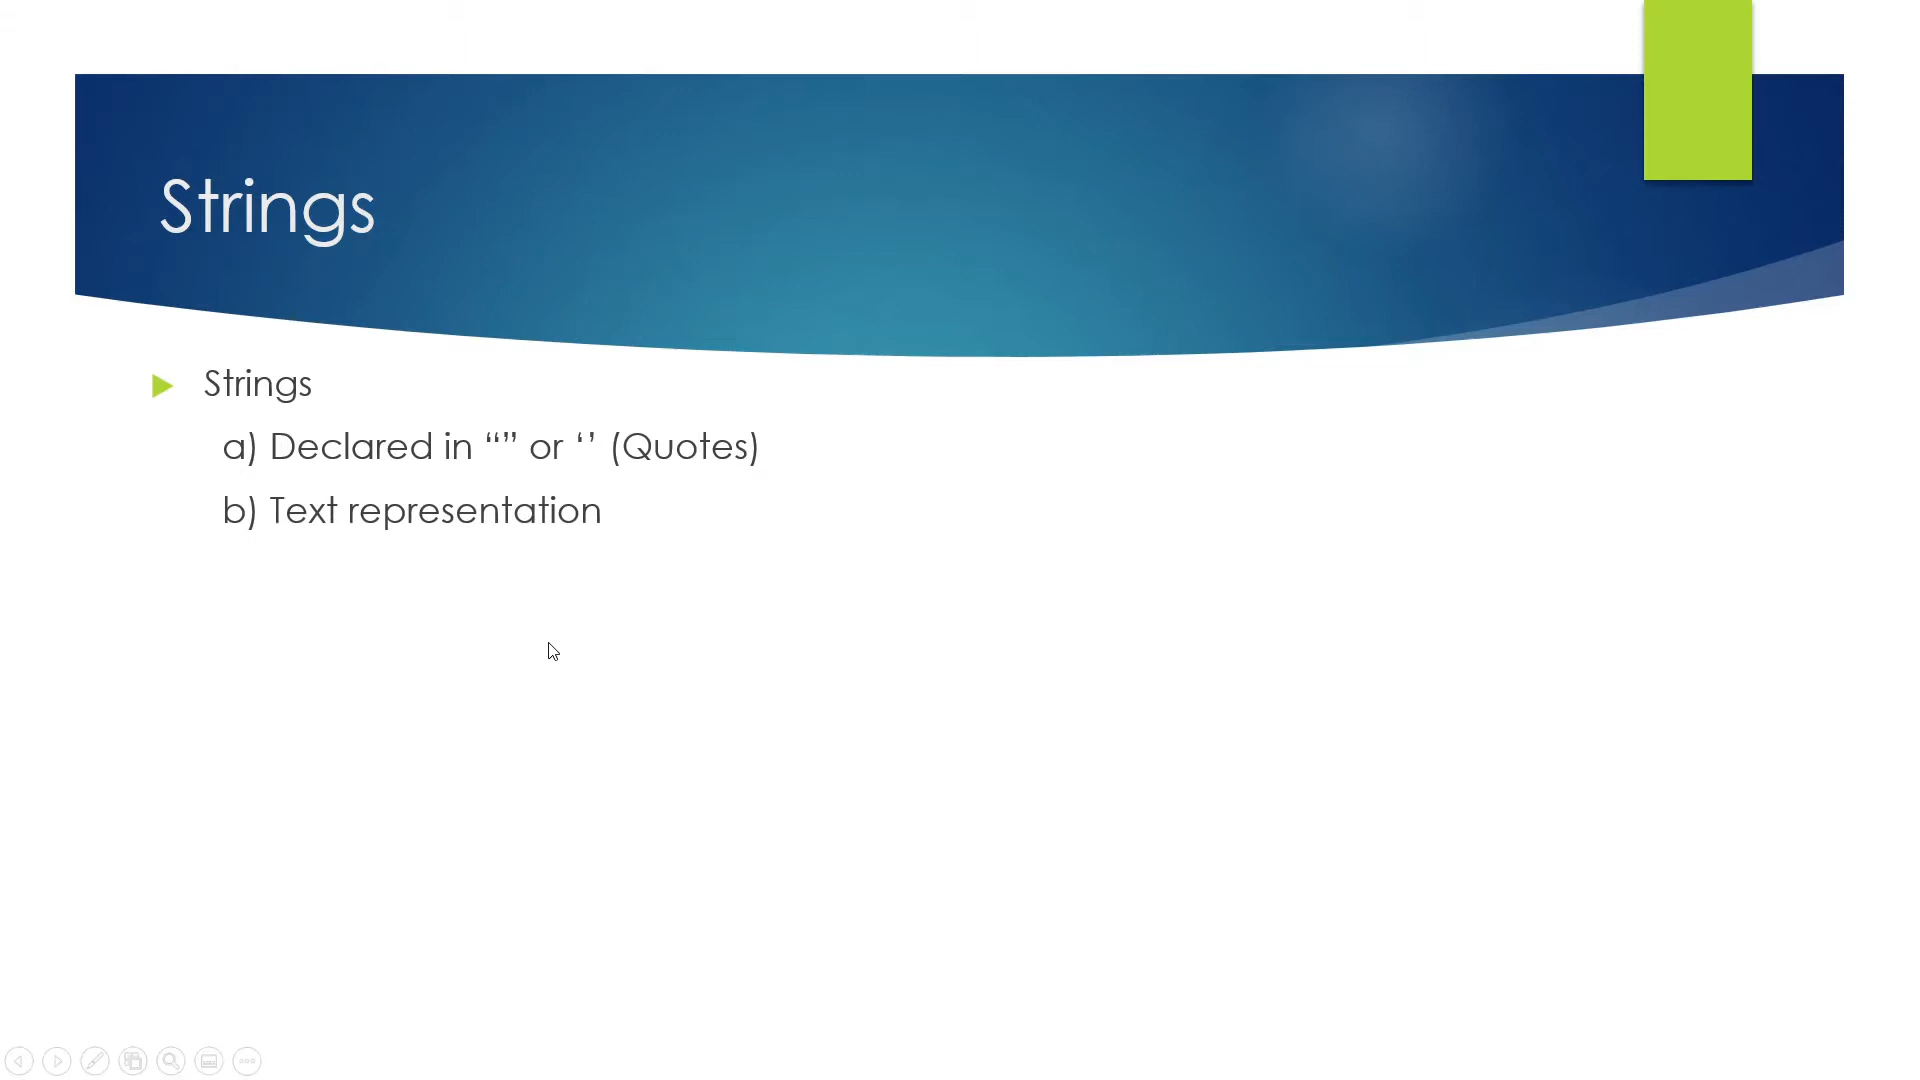 Strings
Strings
a) Declared in “” or ‘’ (Quotes)
b) Text representation